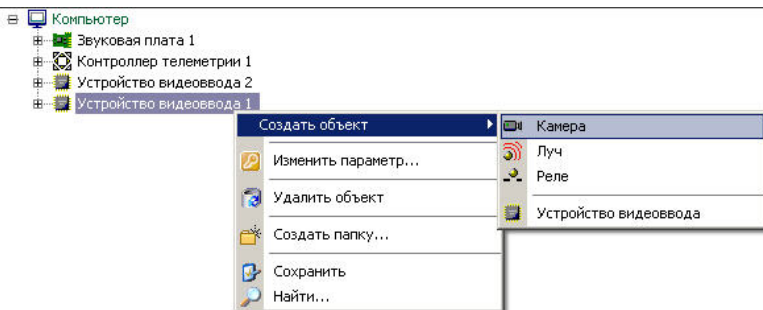 Компьютер
Звуковая плата 1
Контроллер телеметрии 1
Устройство видеоввода 2
Устройство видеоввода 1
Создать объект
Камера
Луч
Изменить параметр...
Реле
Удалить объект
Устройство видеоввода
Создать папку...
Сохранить
Найти...